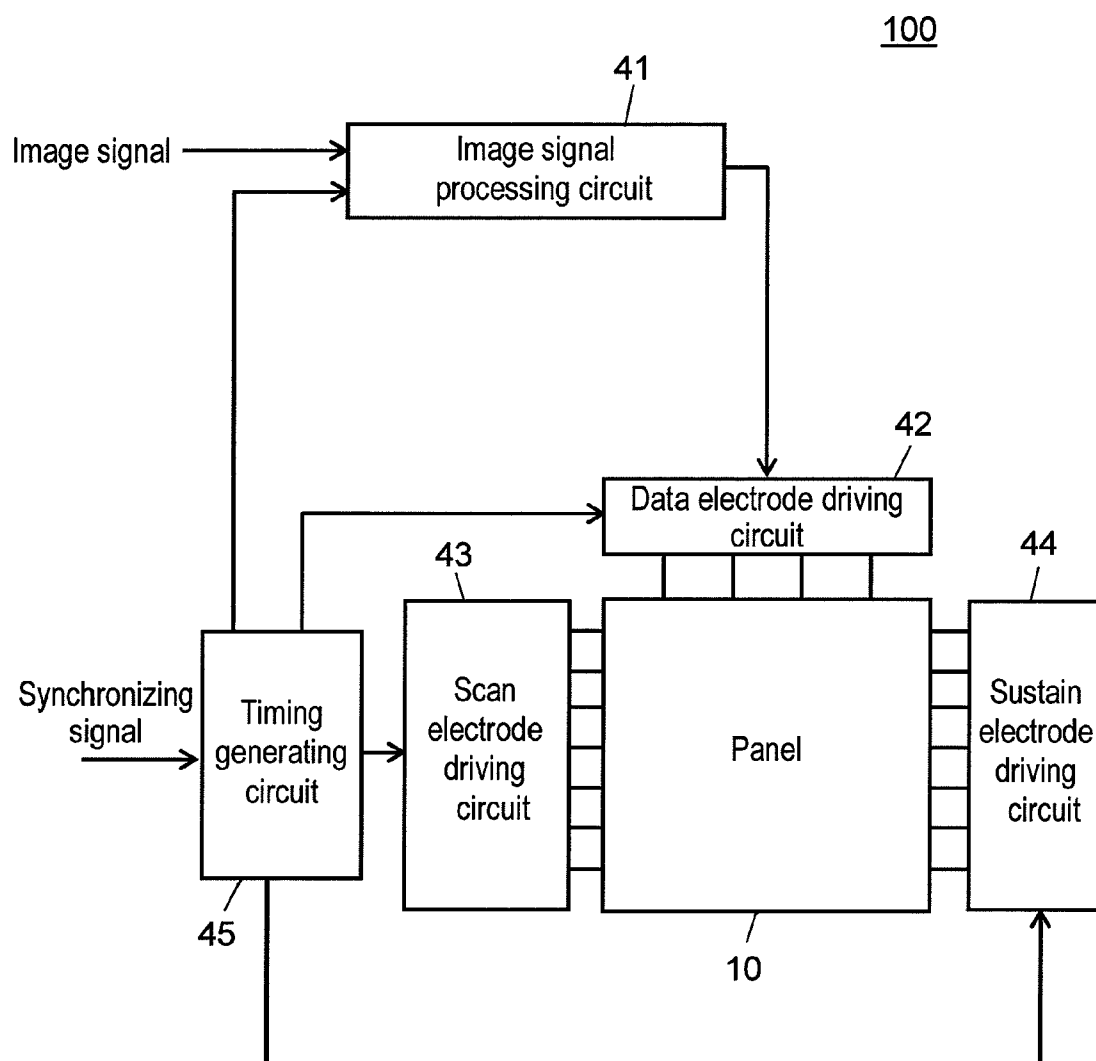 100
41
Image signal
Image signal
processing circuit
42
Data electrode driving
circuit
43
44
Synchronizing
signal
Timing
generating
circuit
Scan
electrode
driving
circuit
Panel
Sustain
electrode
driving
circuit
45
10